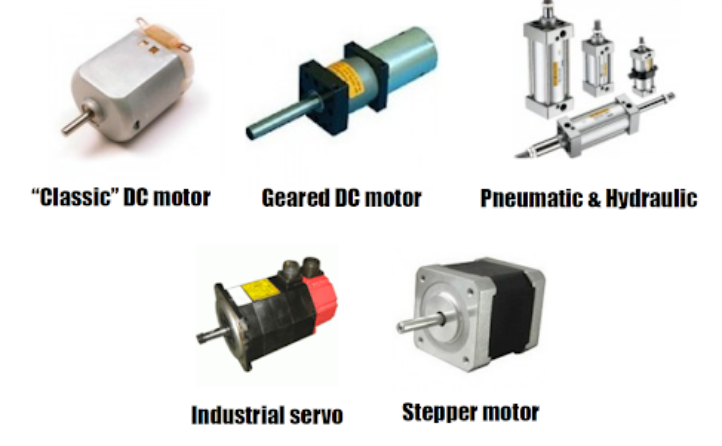 “Classic” DC motor
Geared DC motor
Pneumatic & Hydraulic
Industrial servo
Stepper motor